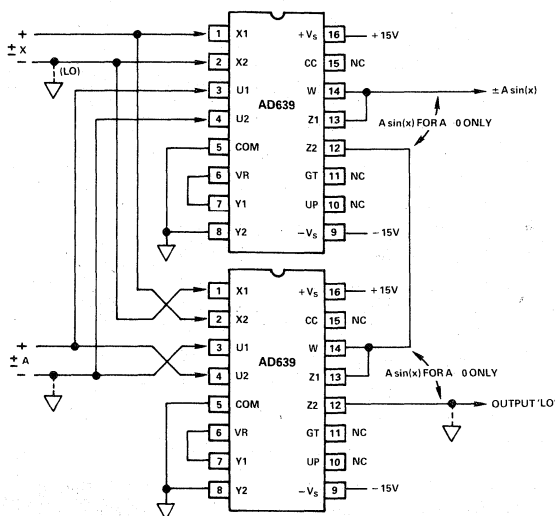 +
± X
−
(LO)
1 X1
2 X2
3 U1
4 U2
5 COM
6 VR
7 Y1
8 Y2
AD639
+VS 16 +15V
CC 15 NC
W 14
Z1 13
Z2 12
GT 11 NC
UP 10 NC
−VS 9 −15V
± A sin(x)
A sin(x) FOR A 0 ONLY
+
± A
−
1 X1
2 X2
3 U1
4 U2
5 COM
6 VR
7 Y1
8 Y2
AD639
+VS 16 +15V
CC 15 NC
W 14
Z1 13
Z2 12
GT 11 NC
UP 10 NC
−VS 9 −15V
A sin(x) FOR A 0 ONLY
OUTPUT 'LO'